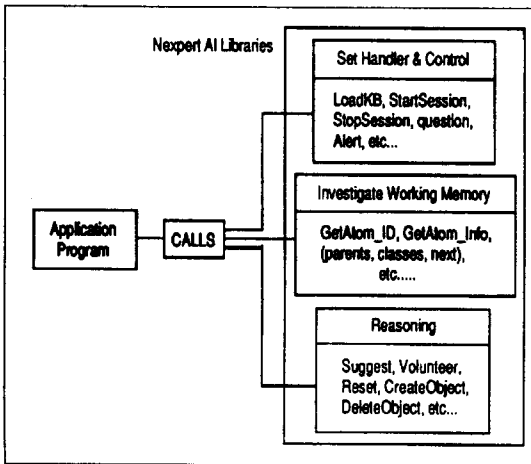 Nexpert AI Libraries
Set Handler & Control
LoadKB, StartSession,
StopSession, question,
Alert, etc...
Investigate Working Memory
GetAtom_ID, GetAtom_Info,
(parents, classes, next),
etc.....
Application
Program
CALLS
Reasoning
Suggest, Volunteer,
Reset, CreateObject,
DeleteObject, etc...